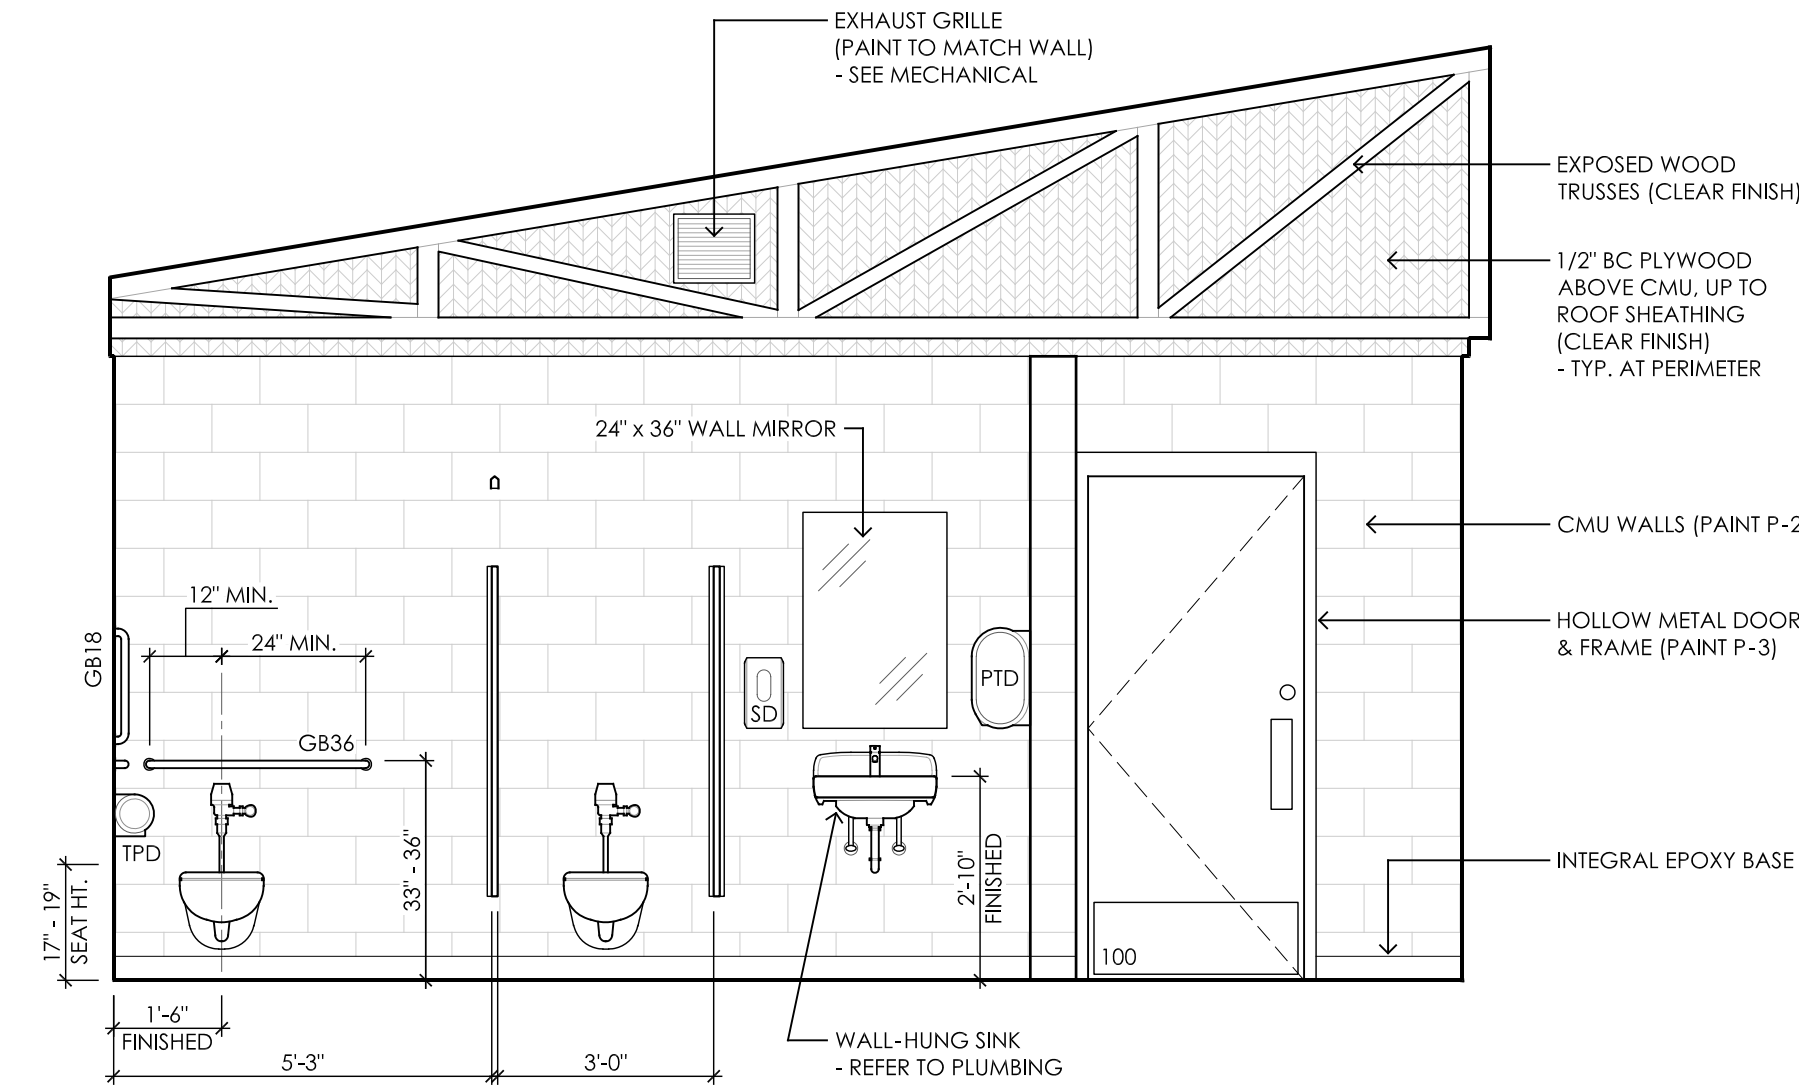 EXHAUST GRILLE
(PAINT TO MATCH WALL)
- SEE MECHANICAL
EXPOSED WOOD
TRUSSES (CLEAR FINISH)
1/2" BC PLYWOOD
ABOVE CMU, UP TO
ROOF SHEATHING
(CLEAR FINISH)
- TYP. AT PERIMETER
24" x 36" WALL MIRROR
CMU WALLS (PAINT P-2
12" MIN.
24" MIN.
GB18
HOLLOW METAL DOOR
& FRAME (PAINT P-3)
PTD
SD
GB36
TPD
33" - 36"
2'-10"
FINISHED
17" - 19"
SEAT HT.
INTEGRAL EPOXY BASE
100
1'-6"
FINISHED
5'-3"
3'-0"
WALL-HUNG SINK
- REFER TO PLUMBING